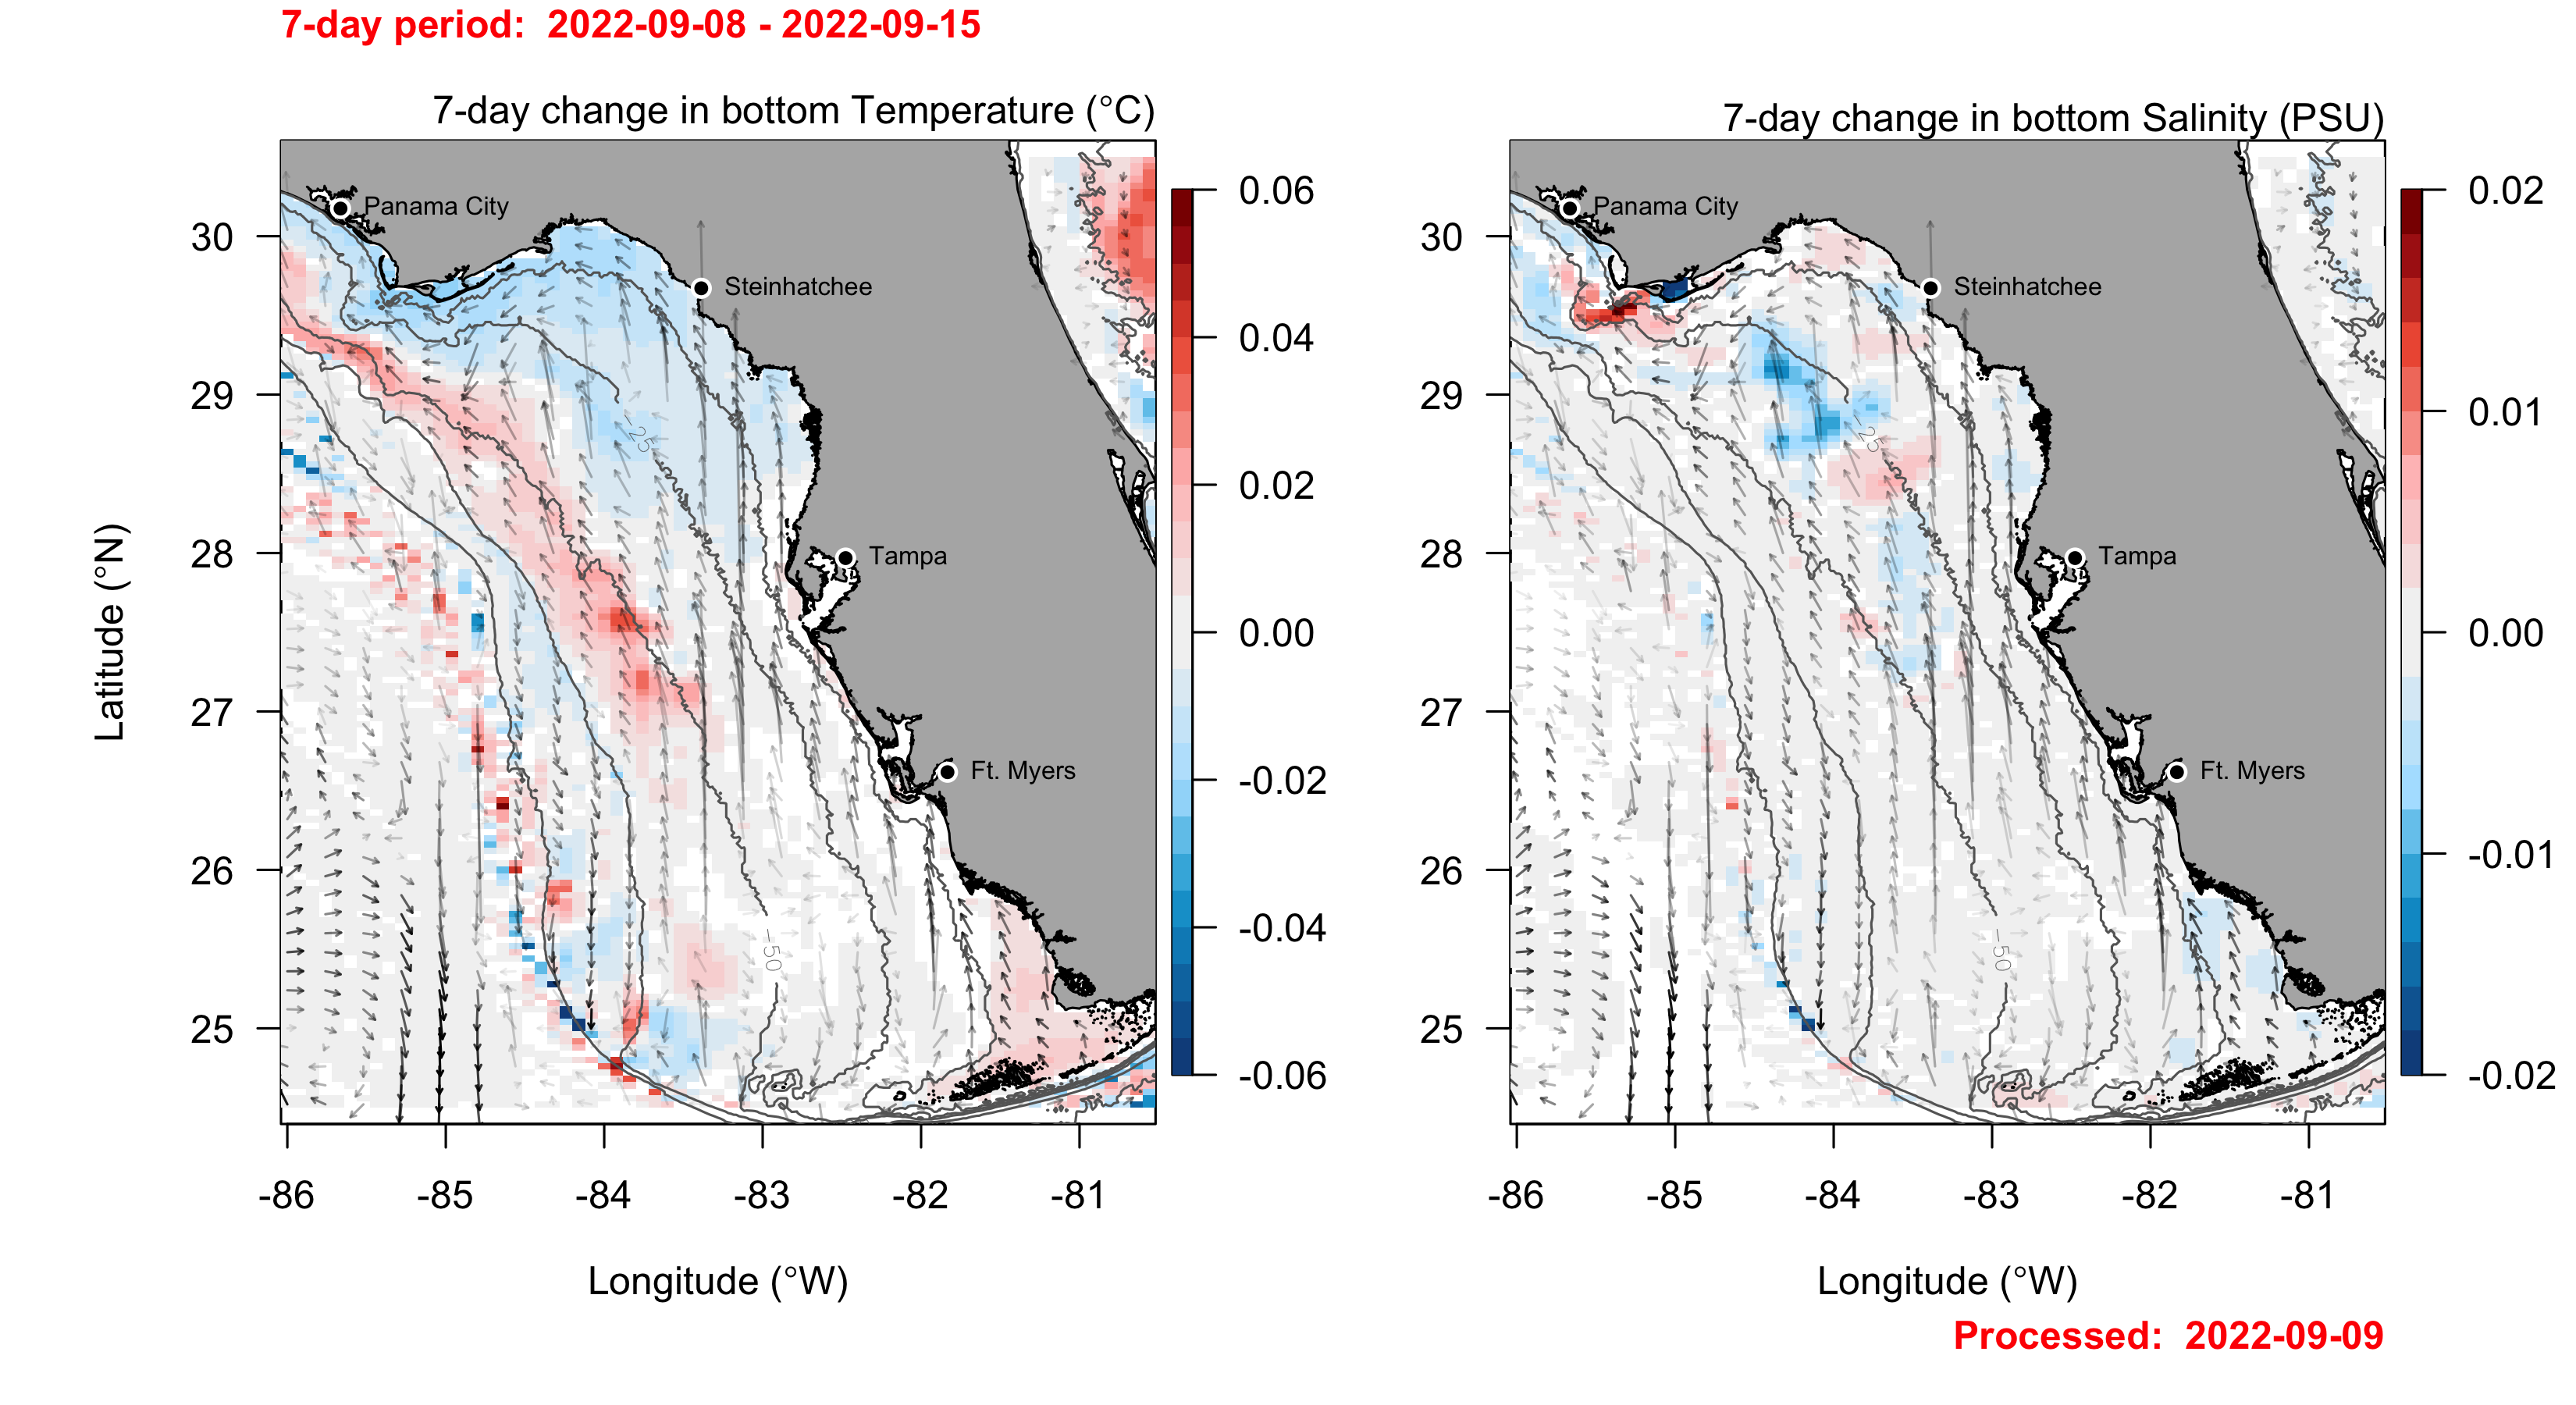 7-day period:  2022-09-08 - 2022-09-15
7-day change in bottom Temperature (°C)
Panama City
Steinhatchee
Tampa
Ft. Myers
-25
-50
30
29
28
27
26
25
Latitude (°N)
-86 -85 -84 -83 -82 -81
Longitude (°W)
0.06
0.04
0.02
0.00
-0.02
-0.04
-0.06
7-day change in bottom Salinity (PSU)
Panama City
Steinhatchee
Tampa
Ft. Myers
-25
-50
30
29
28
27
26
25
-86 -85 -84 -83 -82 -81
Longitude (°W)
0.02
0.01
0.00
-0.01
-0.02
Processed:  2022-09-09